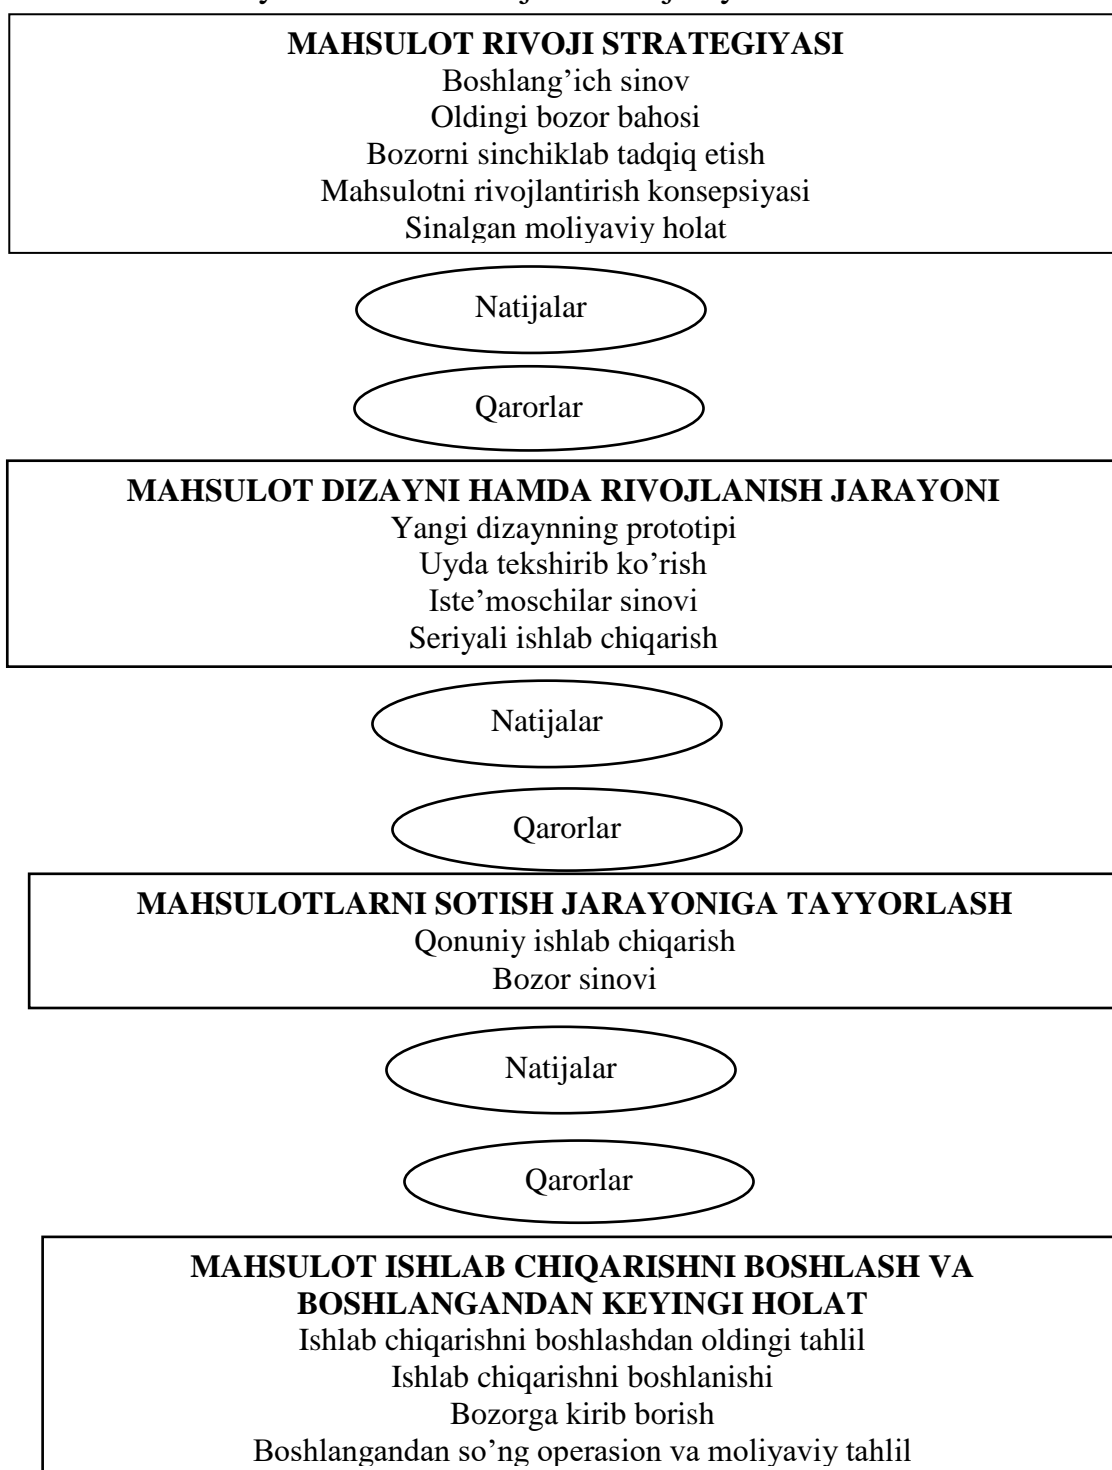 MAHSULOT RIVOJI STRATEGIYASI
Boshlang’ich sinov
Oldingi bozor bahosi
Bozorni sinchiklab tadqiq etish
Mahsulotni rivojlantirish konsepsiyasi
Sinalgan moliyaviy holat
Natijalar
Qarorlar
MAHSULOT DIZAYNI HAMDA RIVOJLANISH JARAYONI
Yangi dizaynning prototipi
Uyda tekshirib ko’rish
Iste’moschilar sinovi
Seriyali ishlab chiqarish
Natijalar
Qarorlar
MAHSULOTLARNI SOTISH JARAYONIGA TAYYORLASH
Qonuniy ishlab chiqarish
Bozor sinovi
Natijalar
Qarorlar
MAHSULOT ISHLAB CHIQARISHNI BOSHLASH VA
BOSHLANGANDAN KEYINGI HOLAT
Ishlab chiqarishni boshlashdan oldingi tahlil
Ishlab chiqarishni boshlanishi
Bozorga kirib borish
Boshlangandan so’ng operasion va moliyaviy tahlil